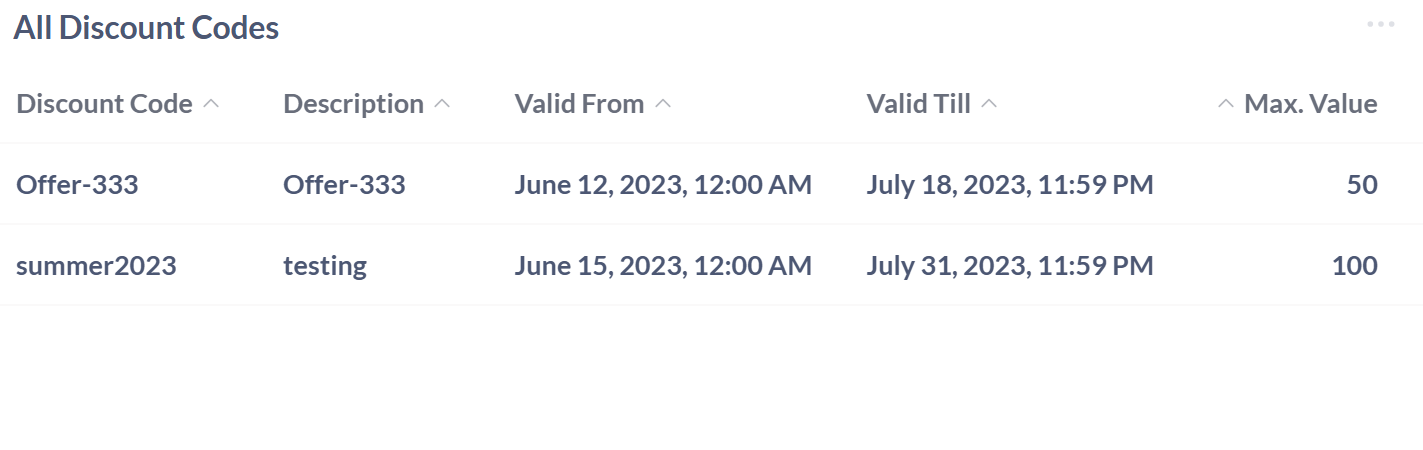 All Discount Codes
Discount Code Description Valid From Valid Till Max. Value
Offer-333 Offer-333 June 12, 2023, 12:00 AM July 18, 2023, 11:59 PM 50
summer2023 testing June 15, 2023, 12:00 AM July 31, 2023, 11:59 PM 100